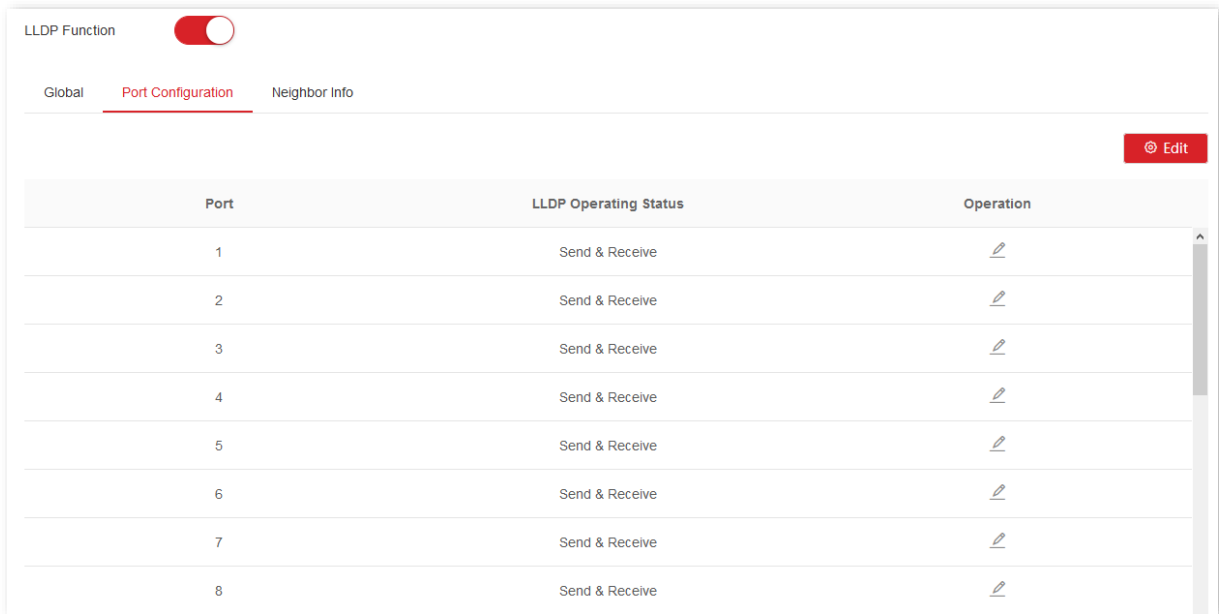 LLDP Function
Global Port Configuration Neighbor Info
Edit
Port LLDP Operating Status Operation
1 Send & Receive
2 Send & Receive
3 Send & Receive
4 Send & Receive
5 Send & Receive
6 Send & Receive
7 Send & Receive
8 Send & Receive